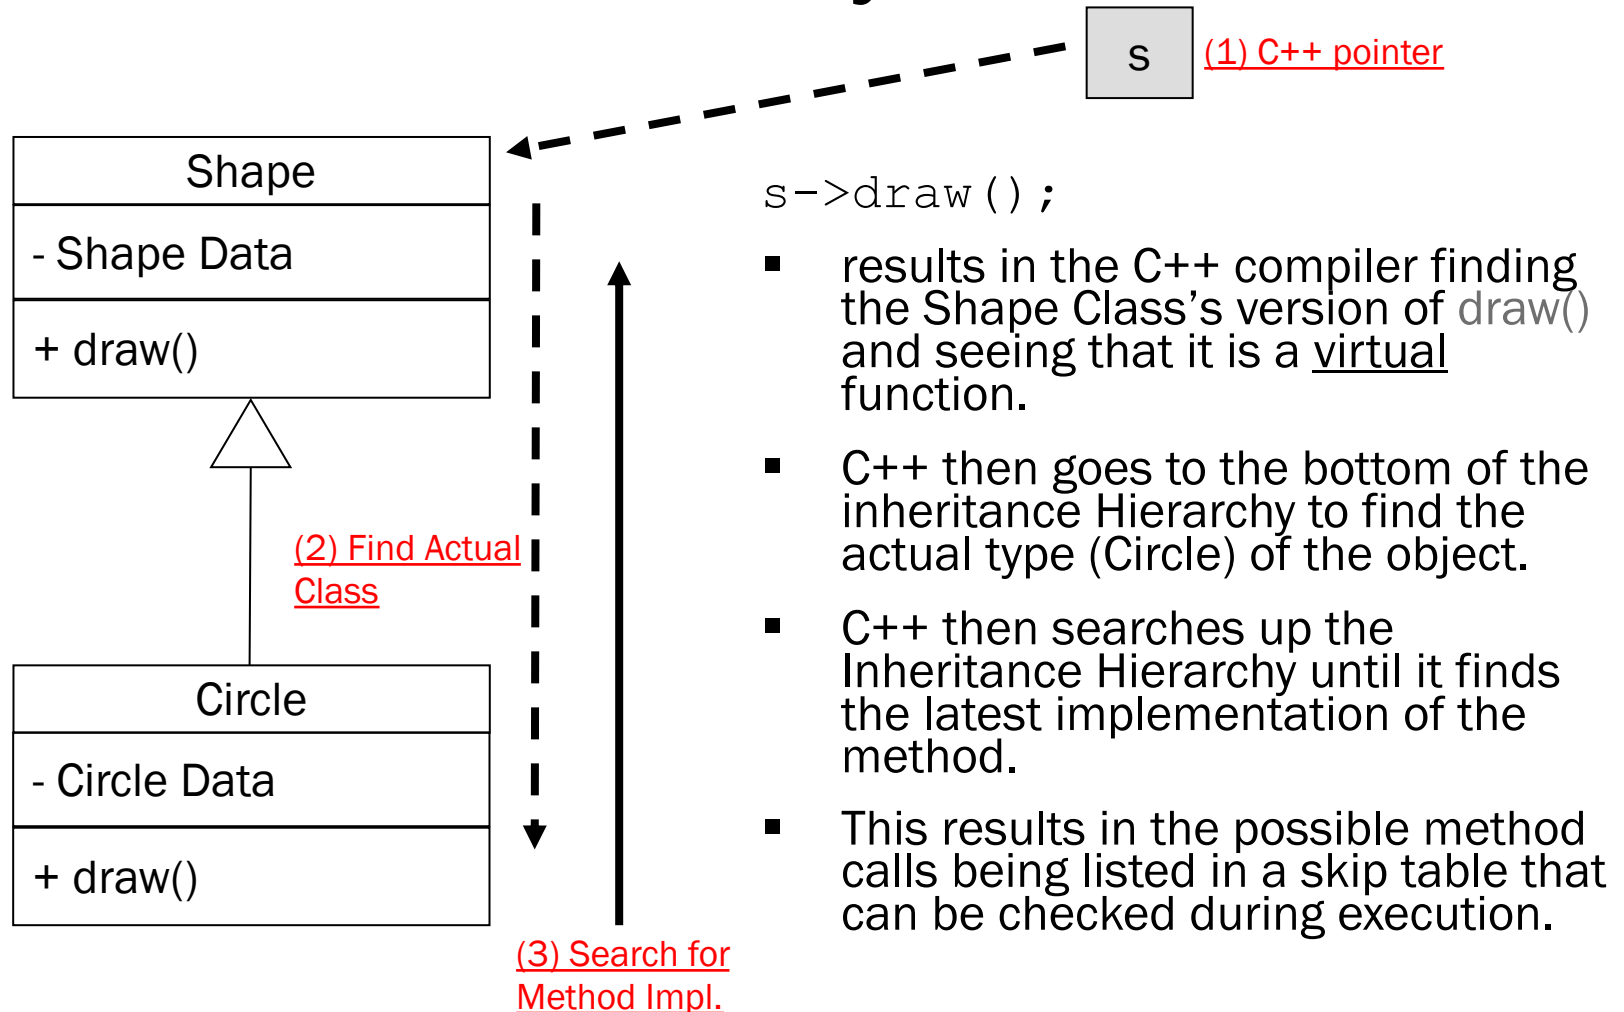 s
(1) C++ pointer
Shape
- Shape Data
+ draw()
(2) Find Actual
Class
Circle
- Circle Data
+ draw()
(3) Search for
Method Impl.
s->draw();
▪ results in the C++ compiler finding
the Shape Class’s version of draw()
and seeing that it is a virtual
function.
▪ C++ then goes to the bottom of the
inheritance Hierarchy to find the
actual type (Circle) of the object.
▪ C++ then searches up the
Inheritance Hierarchy until it finds
the latest implementation of the
method.
▪ This results in the possible method
calls being listed in a skip table that
can be checked during execution.